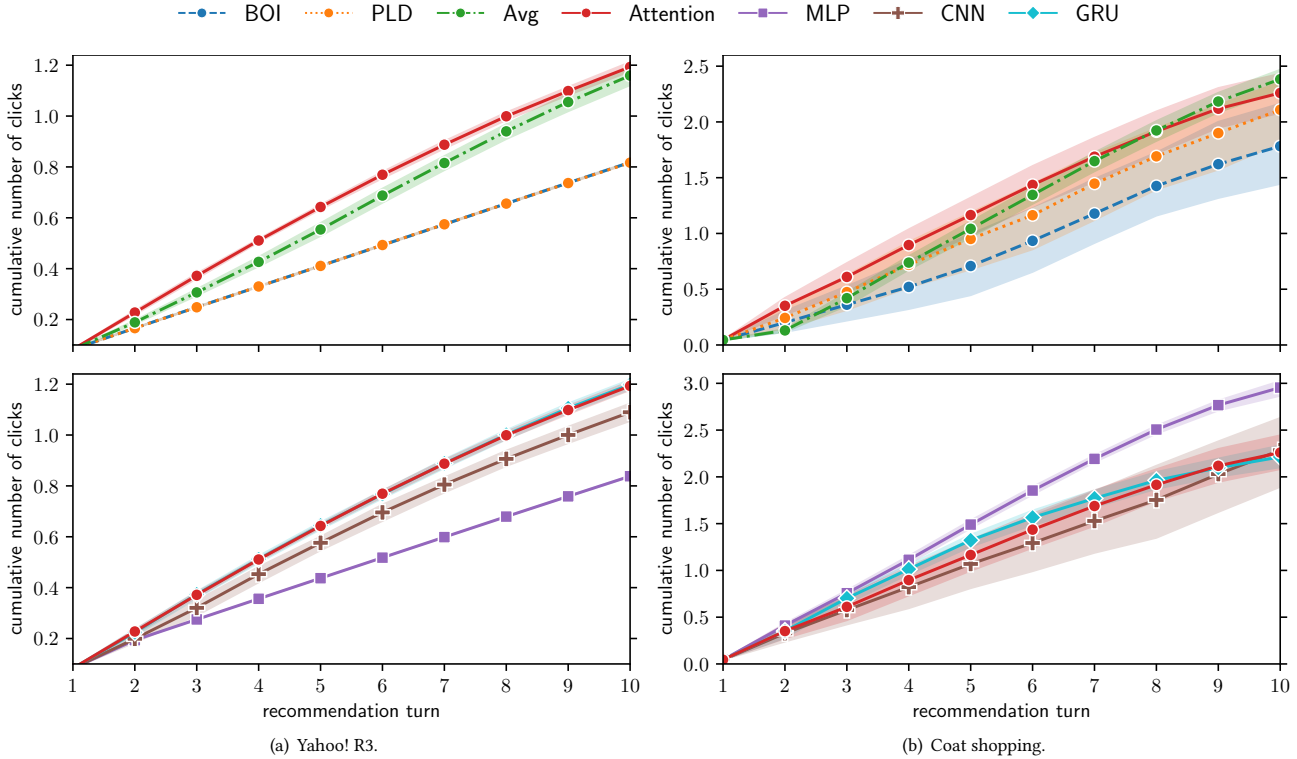 BOI PLD Avg Attention MLP CNN GRU
cumulative number of clicks
1.2
1.0
0.8
0.6
0.4
0.2
cumulative number of clicks
2.5
2.0
1.5
1.0
0.5
0.0
cumulative number of clicks
1.2
1.0
0.8
0.6
0.4
0.2
1 2 3 4 5 6 7 8 9 10
recommendation turn
(a) Yahoo! R3.
cumulative number of clicks
3.0
2.5
2.0
1.5
1.0
0.5
0.0
1 2 3 4 5 6 7 8 9 10
recommendation turn
(b) Coat shopping.